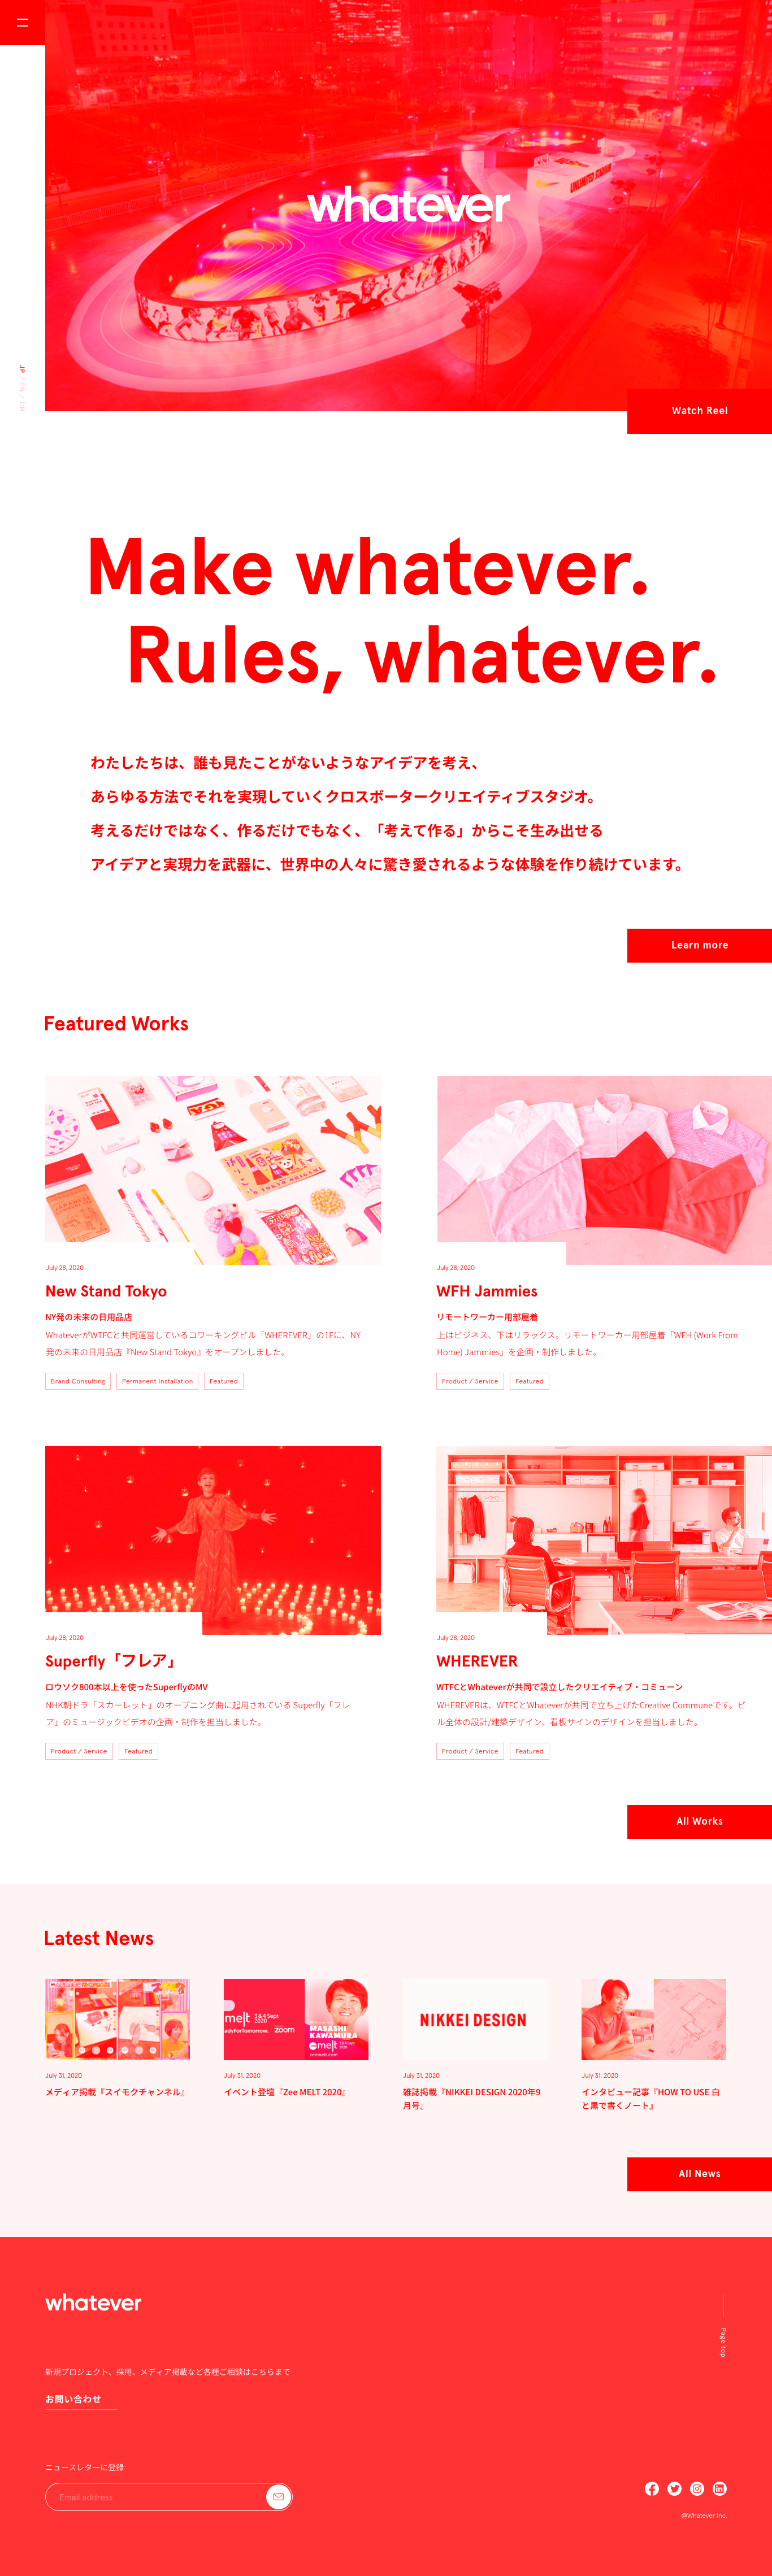 UNLIMITED STADIUM
whatever
JP / EN / CH
Watch Reel
Make whatever.
Rules, whatever.
わたしたちは、誰も見たことがないようなアイデアを考え、
あらゆる方法でそれを実現していくクロスボータークリエイティブスタジオ。
考えるだけではなく、作るだけでもなく、「考えて作る」からこそ生み出せる
アイデアと実現力を武器に、世界中の人々に驚き愛されるような体験を作り続けています。
Learn more
Featured Works
July 28, 2020
New Stand Tokyo
NY発の未来の日用品店
WhateverがWTFCと共同運営しているコワーキングビル「WHEREVER」の1Fに、NY
発の未来の日用品店『New Stand Tokyo』をオープンしました。
Brand Consulting
Permanent Installation
Featured
July 28, 2020
WFH Jammies
リモートワーカー用部屋着
上はビジネス、下はリラックス。リモートワーカー用部屋着「WFH (Work From
Home) Jammies」を企画・制作しました。
Product / Service
Featured
July 28, 2020
Superfly「フレア」
ロウソク800本以上を使ったSuperflyのMV
NHK朝ドラ「スカーレット」のオープニング曲に起用されている Superfly「フレ
ア」のミュージックビデオの企画・制作を担当しました。
Product / Service
Featured
July 28, 2020
WHEREVER
WTFCとWhateverが共同で設立したクリエイティブ・コミューン
WHEREVERは、WTFCとWhateverが共同で立ち上げたCreative Communeです。ビ
ル全体の設計/建築デザイン、看板サインのデザインを担当しました。
Product / Service
Featured
All Works
Latest News
July 31, 2020
メディア掲載『スイモクチャンネル』
melt
3 & 4 Sept
2020
adyForTomorrow.
zoom
MASASHI
KAWAMURA
melt
zeemelt.com
July 31, 2020
イベント登壇『Zee MELT 2020』
NIKKEI DESIGN
July 31, 2020
雑誌掲載『NIKKEI DESIGN 2020年9
月号』
July 31, 2020
インタビュー記事『HOW TO USE 白
と黒で書くノート』
All News
whatever
Page Top
新規プロジェクト、採用、メディア掲載など各種ご相談はこちらまで
お問い合わせ
ニュースレターに登録
Email address
@Whatever Inc.